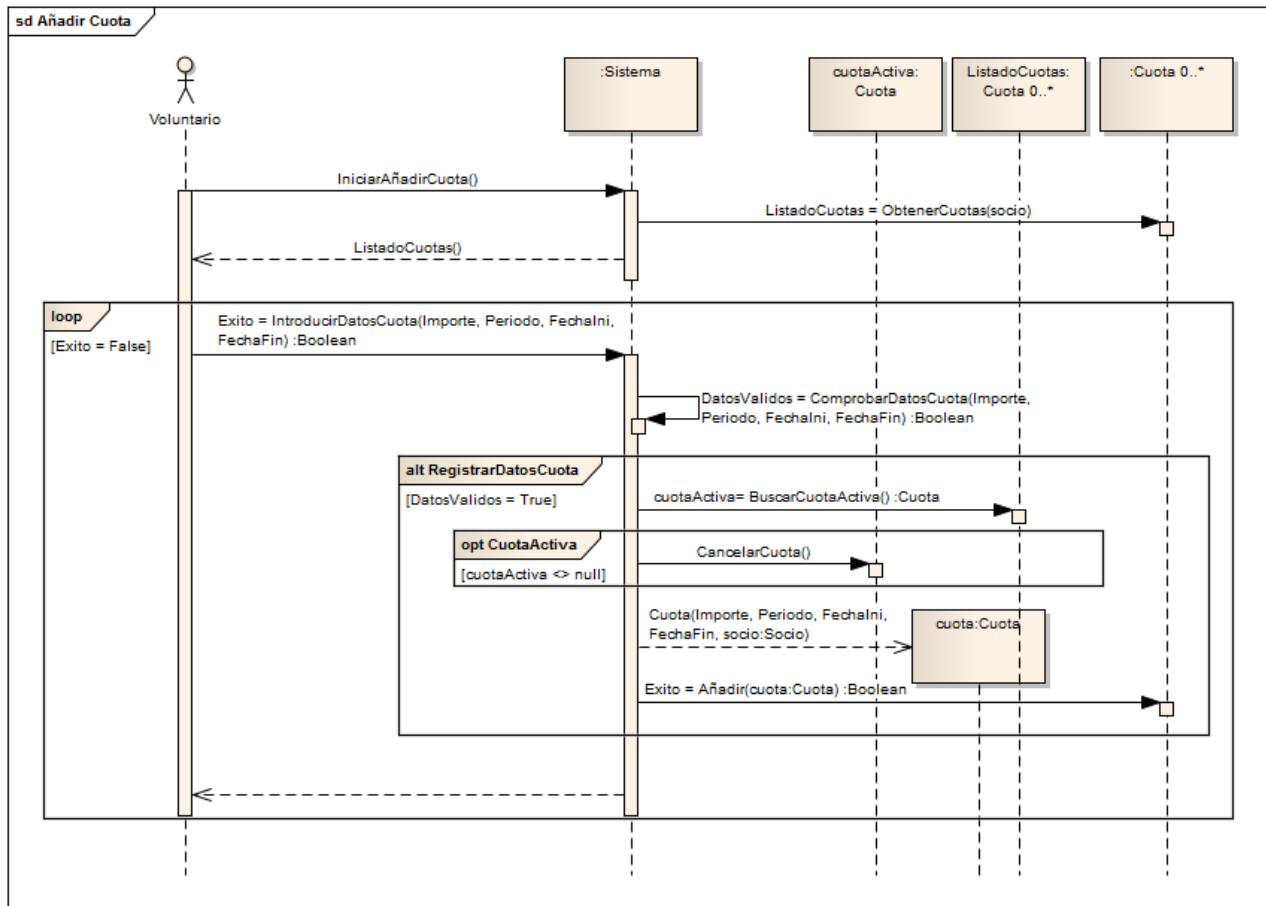 sd Añadir Cuota
Voluntario
:Sistema
cuotaActiva:
Cuota
ListadoCuotas:
Cuota 0..*
:Cuota 0..*
IniciarAñadirCuota()
ListadoCuotas = ObtenerCuotas(socio)
ListadoCuotas()
loop
[Exito = False]
Exito = IntroducirDatosCuota(Importe, Periodo, FechaIni,
FechaFin) :Boolean
DatosValidos = ComprobarDatosCuota(Importe,
Periodo, FechaIni, FechaFin) :Boolean
alt RegistrarDatosCuota
[DatosValidos = True]
cuotaActiva= BuscarCuotaActiva() :Cuota
opt CuotaActiva
[cuotaActiva <> null]
CancelarCuota()
Cuota(Importe, Periodo, FechaIni,
FechaFin, socio:Socio)
cuota:Cuota
Exito = Añadir(cuota:Cuota) :Boolean